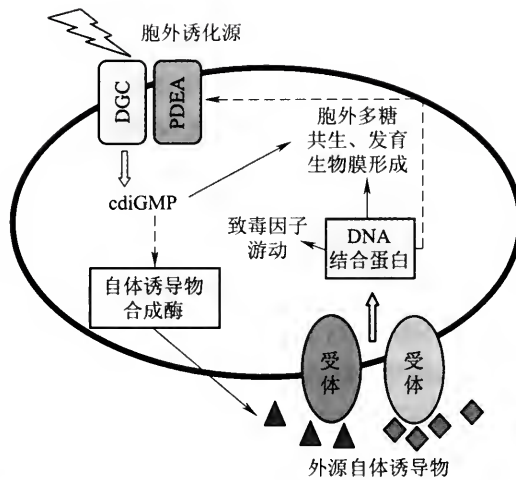 胞外诱化源
DGC
PDEA
胞外多糖
共生、发育
生物膜形成
cdiGMP
致毒因子
游动
DNA
结合蛋白
自体诱导物
合成酶
受体
受体
外源自体诱导物